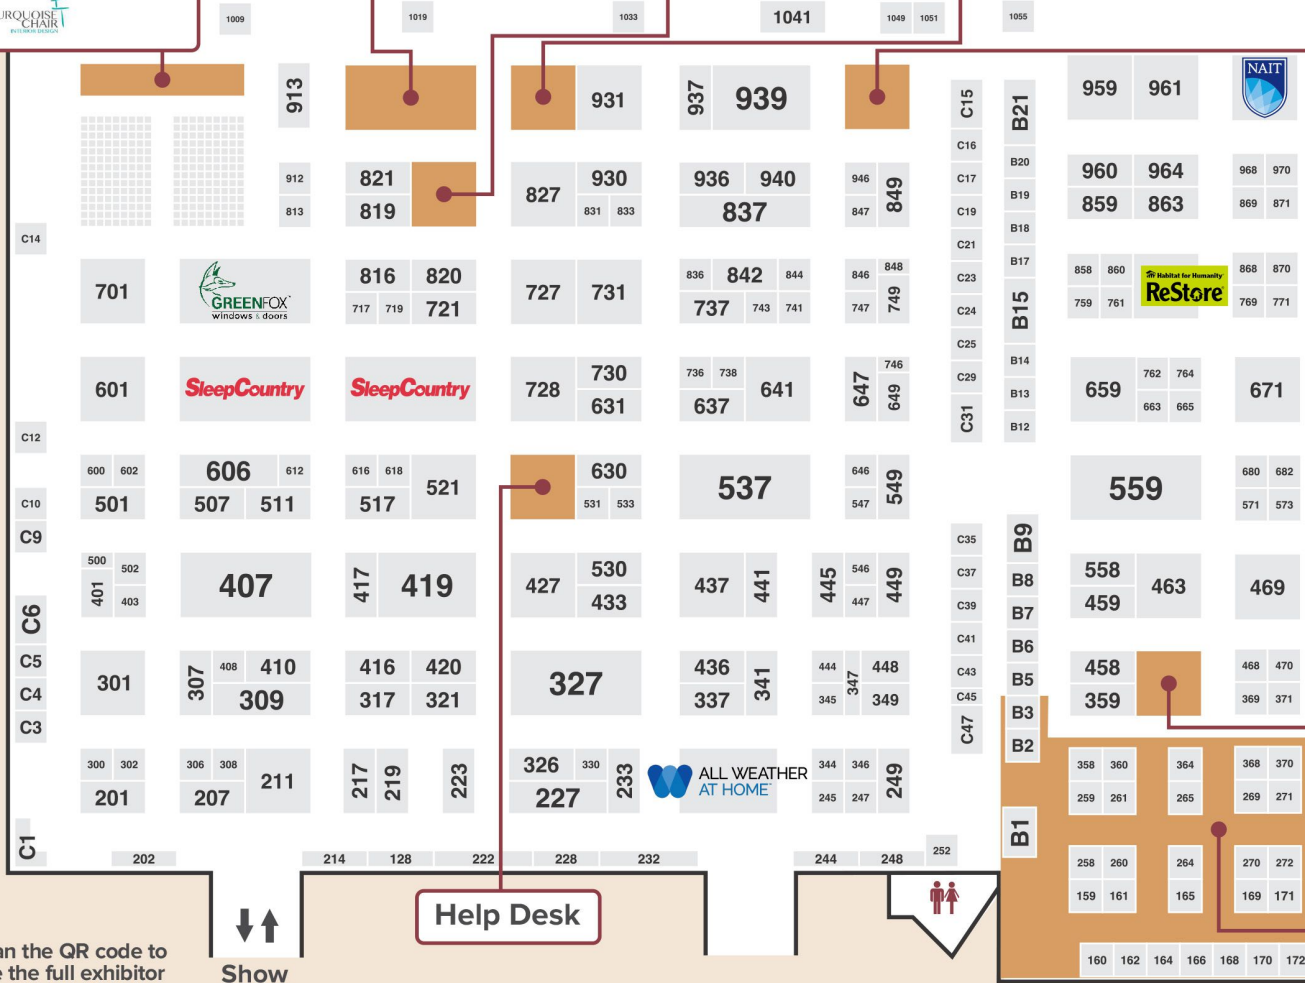 TURQUOISE
CHAIR
INTERIOR DESIGN
1009
1019
1033
1041
1049 1051
1055
913
931
937 939
C15
B21
959 961
NAIT
C16
912
821
827
930
936 940
946
849
C17
B20
960 964
968 970
813
819
831 833
837
847
C19
B19
859 863
869 871
C14
C21
B18
701
GREENFOX
windows & doors
816 820
717 719 721
727
731
836 842 844
737 743 741
846 848
747 749
C23
C24
B17
B15
858 860
759 761
Habitat for Humanity
ReStore
868 870
769 771
C25
601
SleepCountry
SleepCountry
728
730
631
736 738
637
641
647
746
649
C29
C31
B14
B13
B12
659
762 764
663 665
671
C12
600 602
501
606 612
507 511
616 618
517
521
630
531 533
537
646
547
549
559
680 682
571 573
C10
C9
C35
B9
500 502
401 403
407
417 419
427
530
433
437 441
445
546
447
449
C37
C39
B8
B7
558
459
463
469
C6
C41
B6
C5
C4
C3
301
307
408 410
309
416 420
317 321
327
436
337
341
444
345
347
448
349
C43
C45
C47
B5
B3
B2
458
359
468 470
369 371
300 302
201
306 308
207
211
217 219
223
326 330
227
233
ALL WEATHER
AT HOME
344 346
245 247
249
358 360
259 261
364
265
368 370
269 271
C1
B1
202
214 128 222 228 232
244 248
252
258 260
159 161
264
165
270 272
169 171
Help Desk
160 162 164 166 168 170 172
an the QR code to
e the full exhibitor
Show